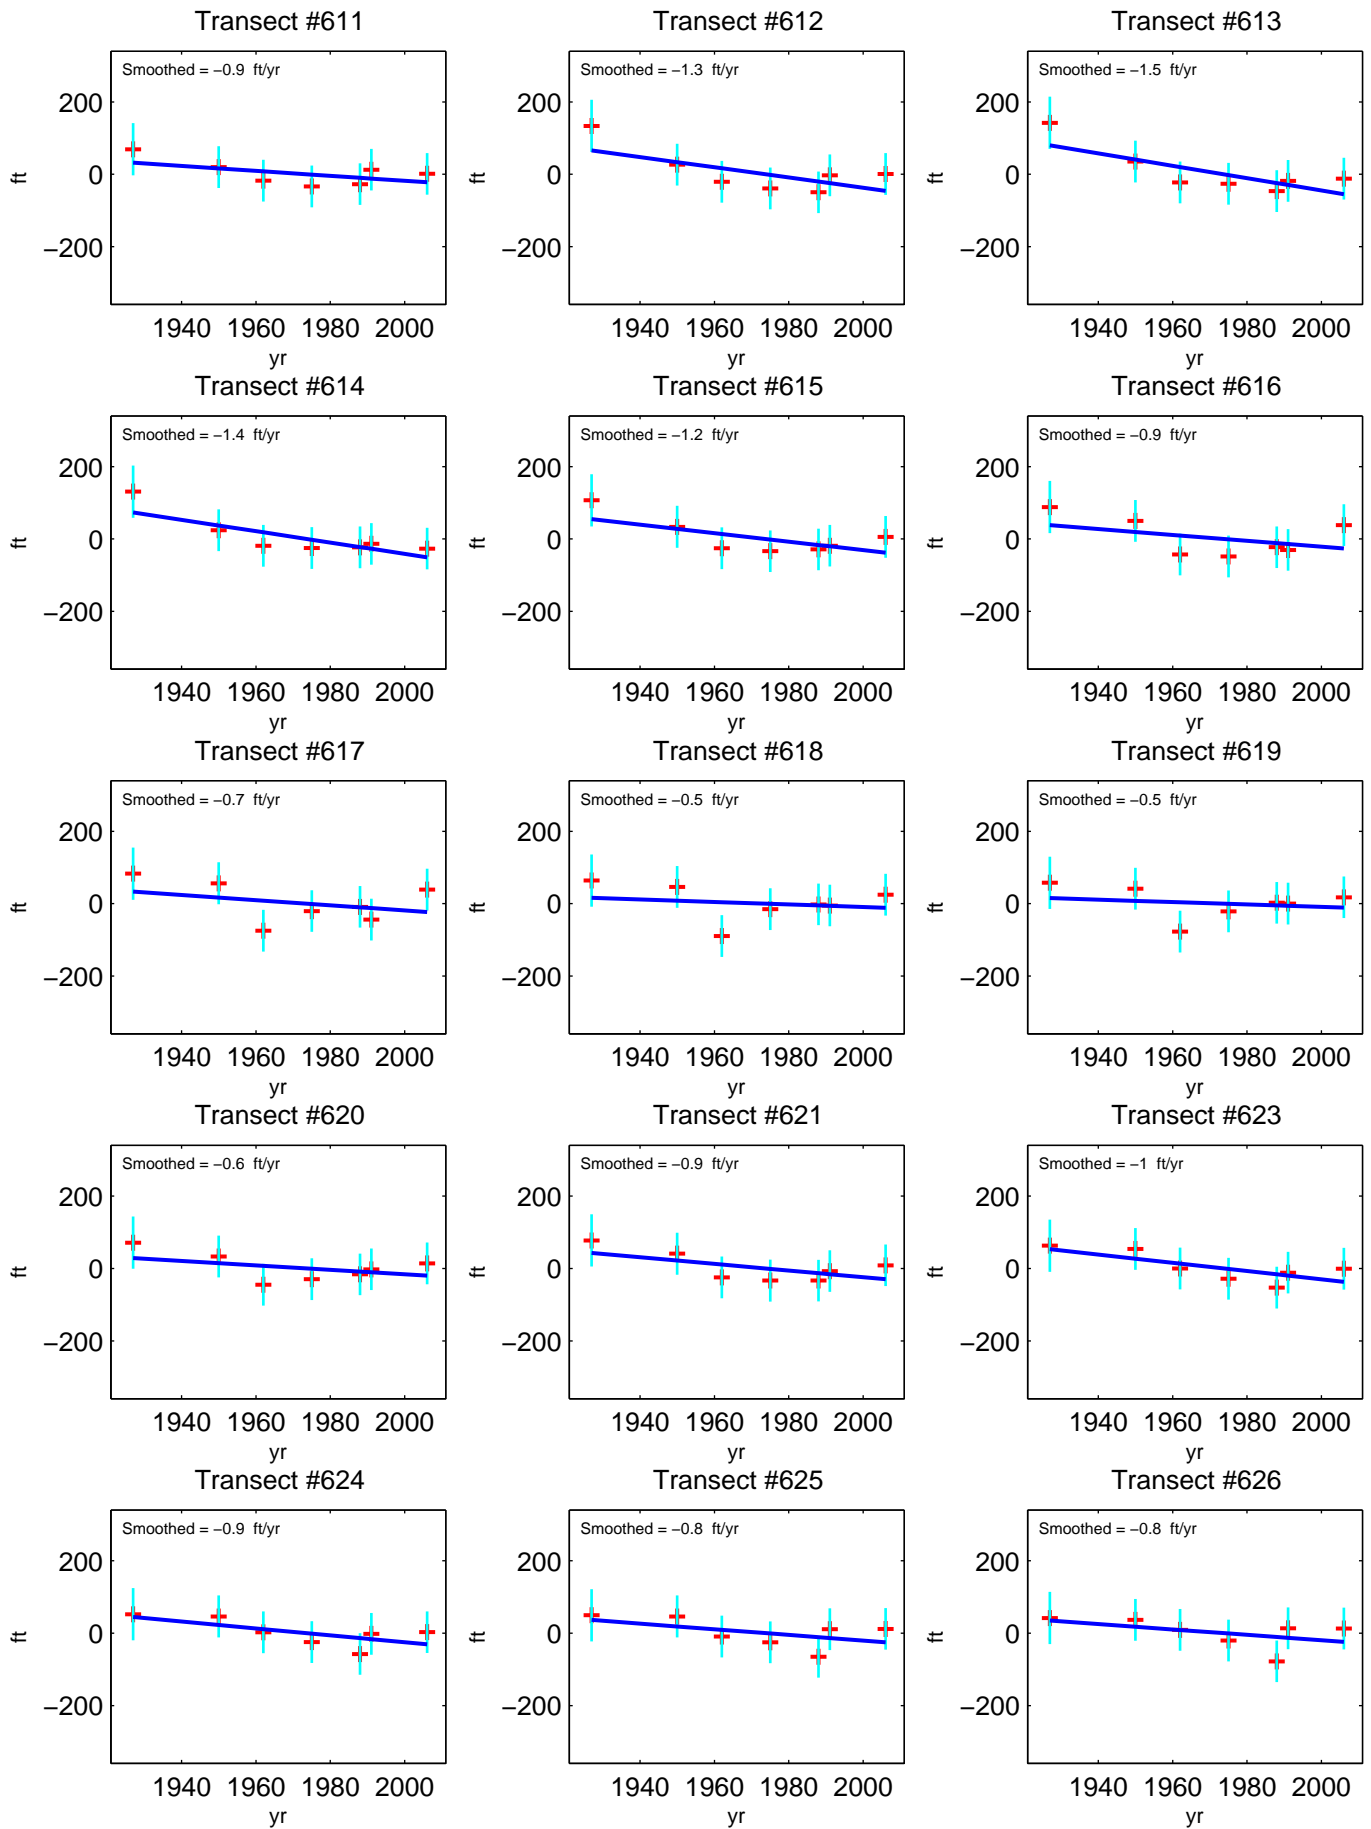 Transect #611 Transect #612 Transect #613
Smoothed = −0.9 ft/yr Smoothed = −1.3 ft/yr Smoothed = −1.5 ft/yr
200 200 200
0 0 0
ft ft ft
−200 −200 −200
1940 1960 1980 2000 1940 1960 1980 2000 1940 1960 1980 2000
yr yr yr
Transect #614 Transect #615 Transect #616
Smoothed = −1.4 ft/yr Smoothed = −1.2 ft/yr Smoothed = −0.9 ft/yr
200 200 200
0 0 0
ft ft ft
−200 −200 −200
1940 1960 1980 2000 1940 1960 1980 2000 1940 1960 1980 2000
yr yr yr
Transect #617 Transect #618 Transect #619
Smoothed = −0.7 ft/yr Smoothed = −0.5 ft/yr Smoothed = −0.5 ft/yr
200 200 200
0 0 0
ft ft ft
−200 −200 −200
1940 1960 1980 2000 1940 1960 1980 2000 1940 1960 1980 2000
yr yr yr
Transect #620 Transect #621 Transect #623
Smoothed = −0.6 ft/yr Smoothed = −0.9 ft/yr Smoothed = −1 ft/yr
200 200 200
0 0 0
ft ft ft
−200 −200 −200
1940 1960 1980 2000 1940 1960 1980 2000 1940 1960 1980 2000
yr yr yr
Transect #624 Transect #625 Transect #626
Smoothed = −0.9 ft/yr Smoothed = −0.8 ft/yr Smoothed = −0.8 ft/yr
200 200 200
0 0 0
ft ft ft
−200 −200 −200
1940 1960 1980 2000 1940 1960 1980 2000 1940 1960 1980 2000
yr yr yr